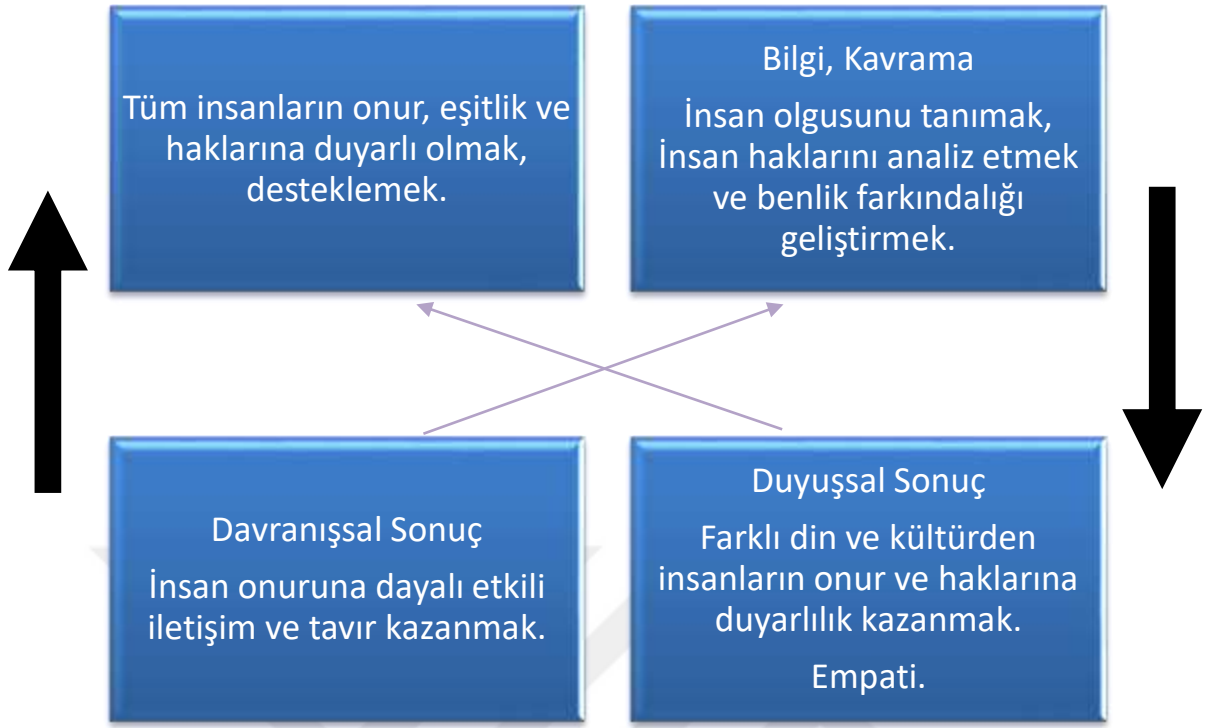 Tüm insanların onur, eşitlik ve
haklarına duyarlı olmak,
desteklemek.
Bilgi, Kavrama
İnsan olgusunu tanımak,
İnsan haklarını analiz etmek
ve benlik farkındalığı
geliştirmek.
Davranışsal Sonuç
İnsan onuruna dayalı etkili
iletişim ve tavır kazanmak.
Duyuşsal Sonuç
Farklı din ve kültürden
insanların onur ve haklarına
duyarlılık kazanmak.
Empati.